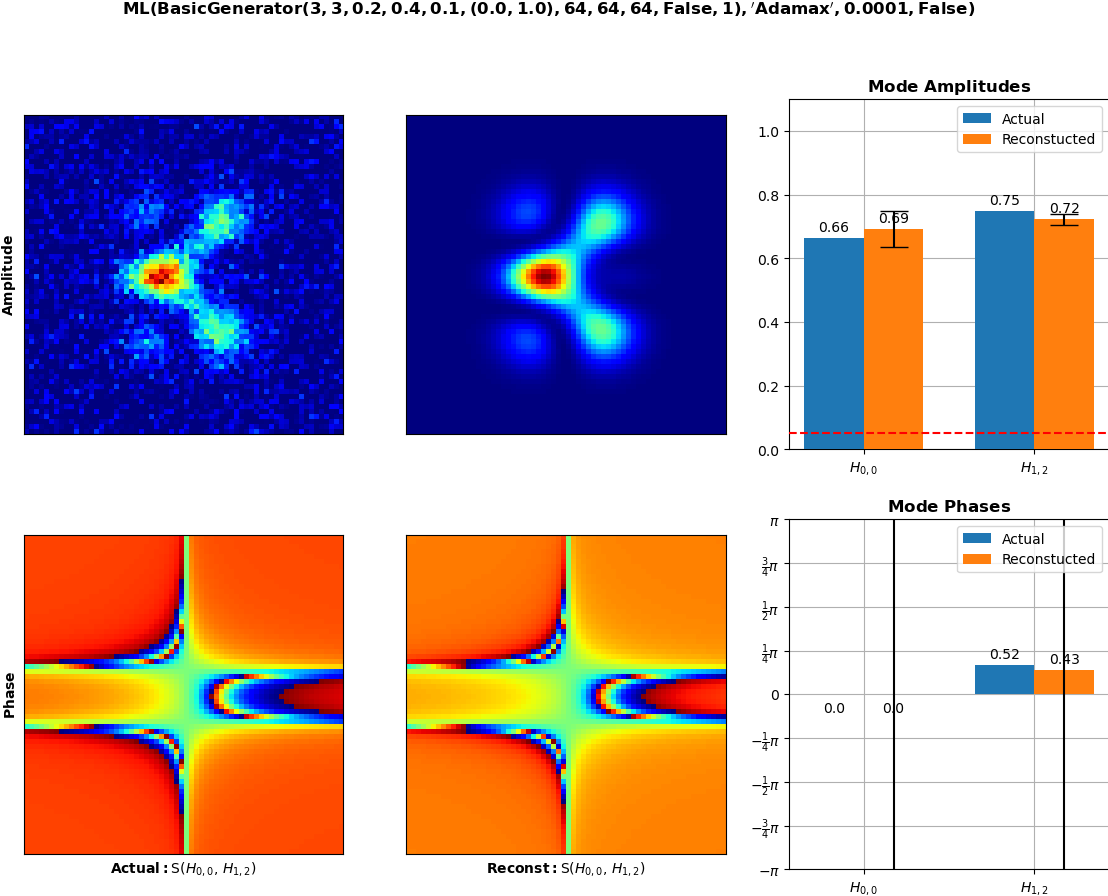 ML(BasicGenerator(3, 3, 0.2, 0.4, 0.1, (0.0, 1.0), 64, 64, 64, False, 1), ′Adamax′, 0.0001, False)
Amplitude
Mode Amplitudes
Actual
Reconstucted
1.0
0.8
0.6
0.4
0.2
0.0
0.66
0.69
0.75
0.72
H0,0
H1,2
Phase
Actual: S(H0,0, H1,2)
Reconst: S(H0,0, H1,2)
Mode Phases
Actual
Reconstucted
π
3/4π
1/2π
1/4π
0
−1/4π
−1/2π
−3/4π
−π
0.0
0.0
0.52
0.43
H0,0
H1,2